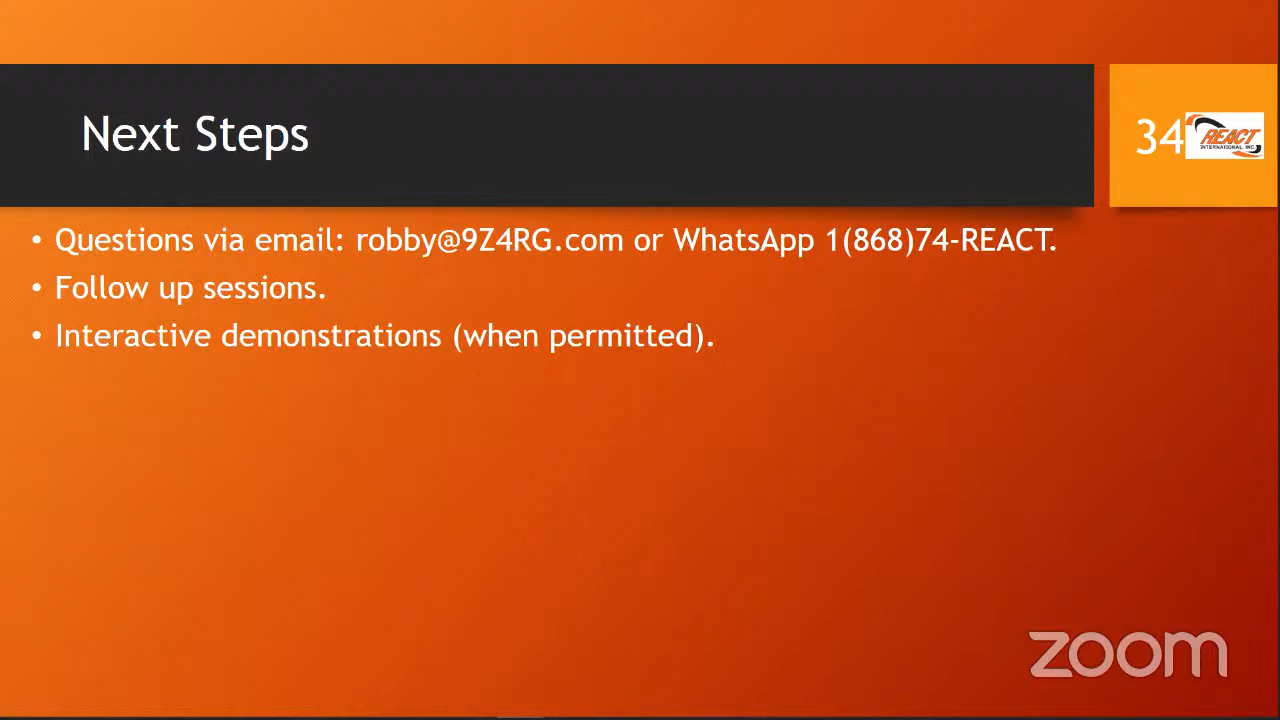 Next Steps
34
REACT
INTERNATIONAL, INC.
• Questions via email: robby@9Z4RG.com or WhatsApp 1(868)74-REACT.
• Follow up sessions.
• Interactive demonstrations (when permitted).
zoom